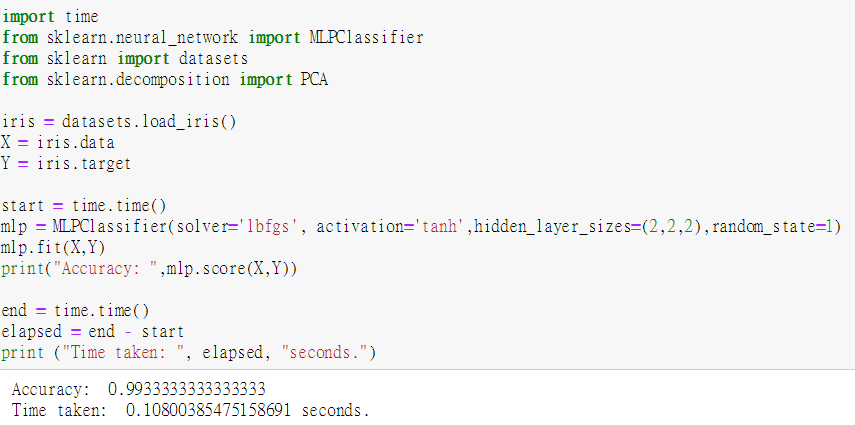 import time
from sklearn.neural_network import MLPClassifier
from sklearn import datasets
from sklearn.decomposition import PCA
iris = datasets.load_iris()
X = iris.data
Y = iris.target
start = time.time()
mlp = MLPClassifier(solver='lbfgs', activation='tanh',hidden_layer_sizes=(2,2,2),random_state=1)
mlp.fit(X,Y)
print("Accuracy: ",mlp.score(X,Y))
end = time.time()
elapsed = end - start
print ("Time taken: ", elapsed, "seconds.")
Accuracy:  0.9933333333333333
Time taken:  0.10800385475158691 seconds.